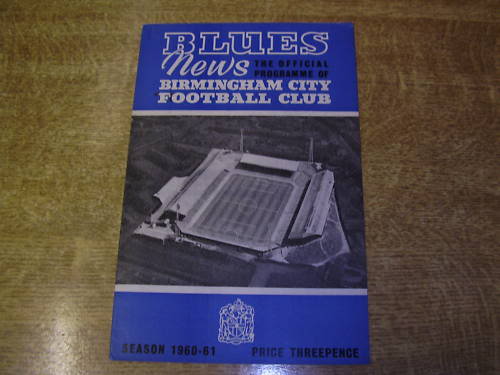 BLUES
News THE OFFICIAL
PROGRAMME OF
BIRMINGHAM CITY
FOOTBALL CLUB
SEASON 1960-61 PRICE THREEPENCE